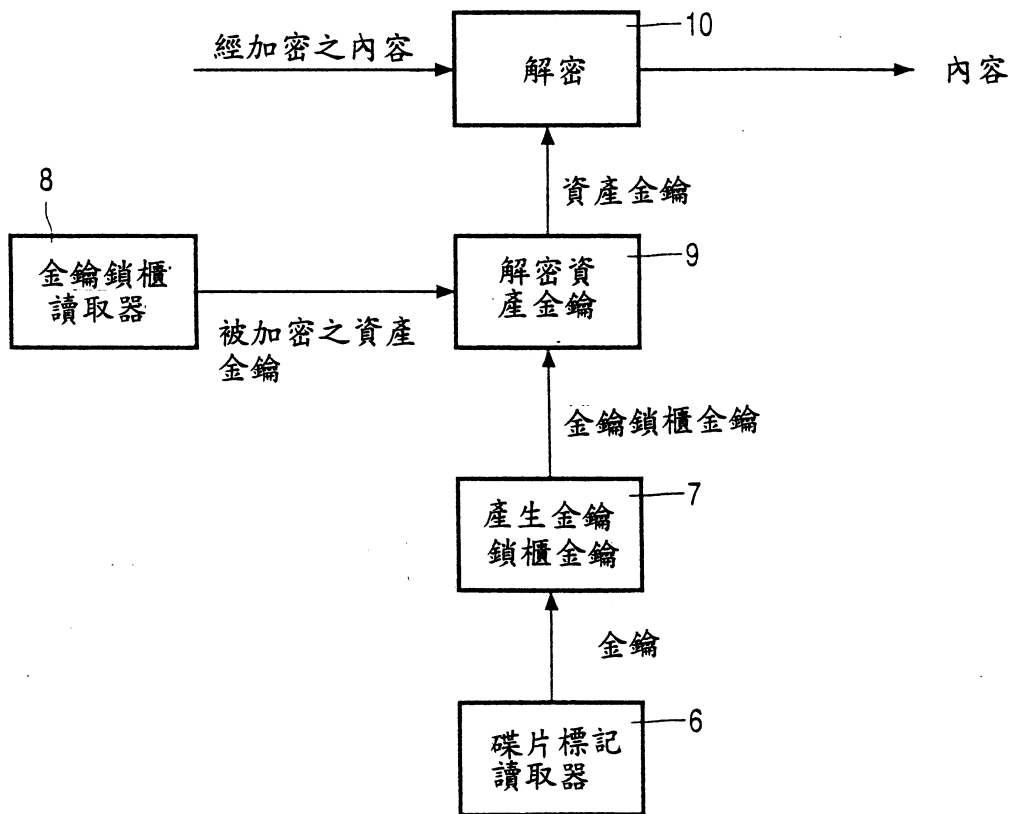 10
經加密之內容
解密
內容
資產金鑰
8
9
金鑰鎖櫃
讀取器
解密資
產金鑰
被加密之資產
金鑰
金鑰鎖櫃金鑰
7
產生金鑰
鎖櫃金鑰
金鑰
6
碟片標記
讀取器